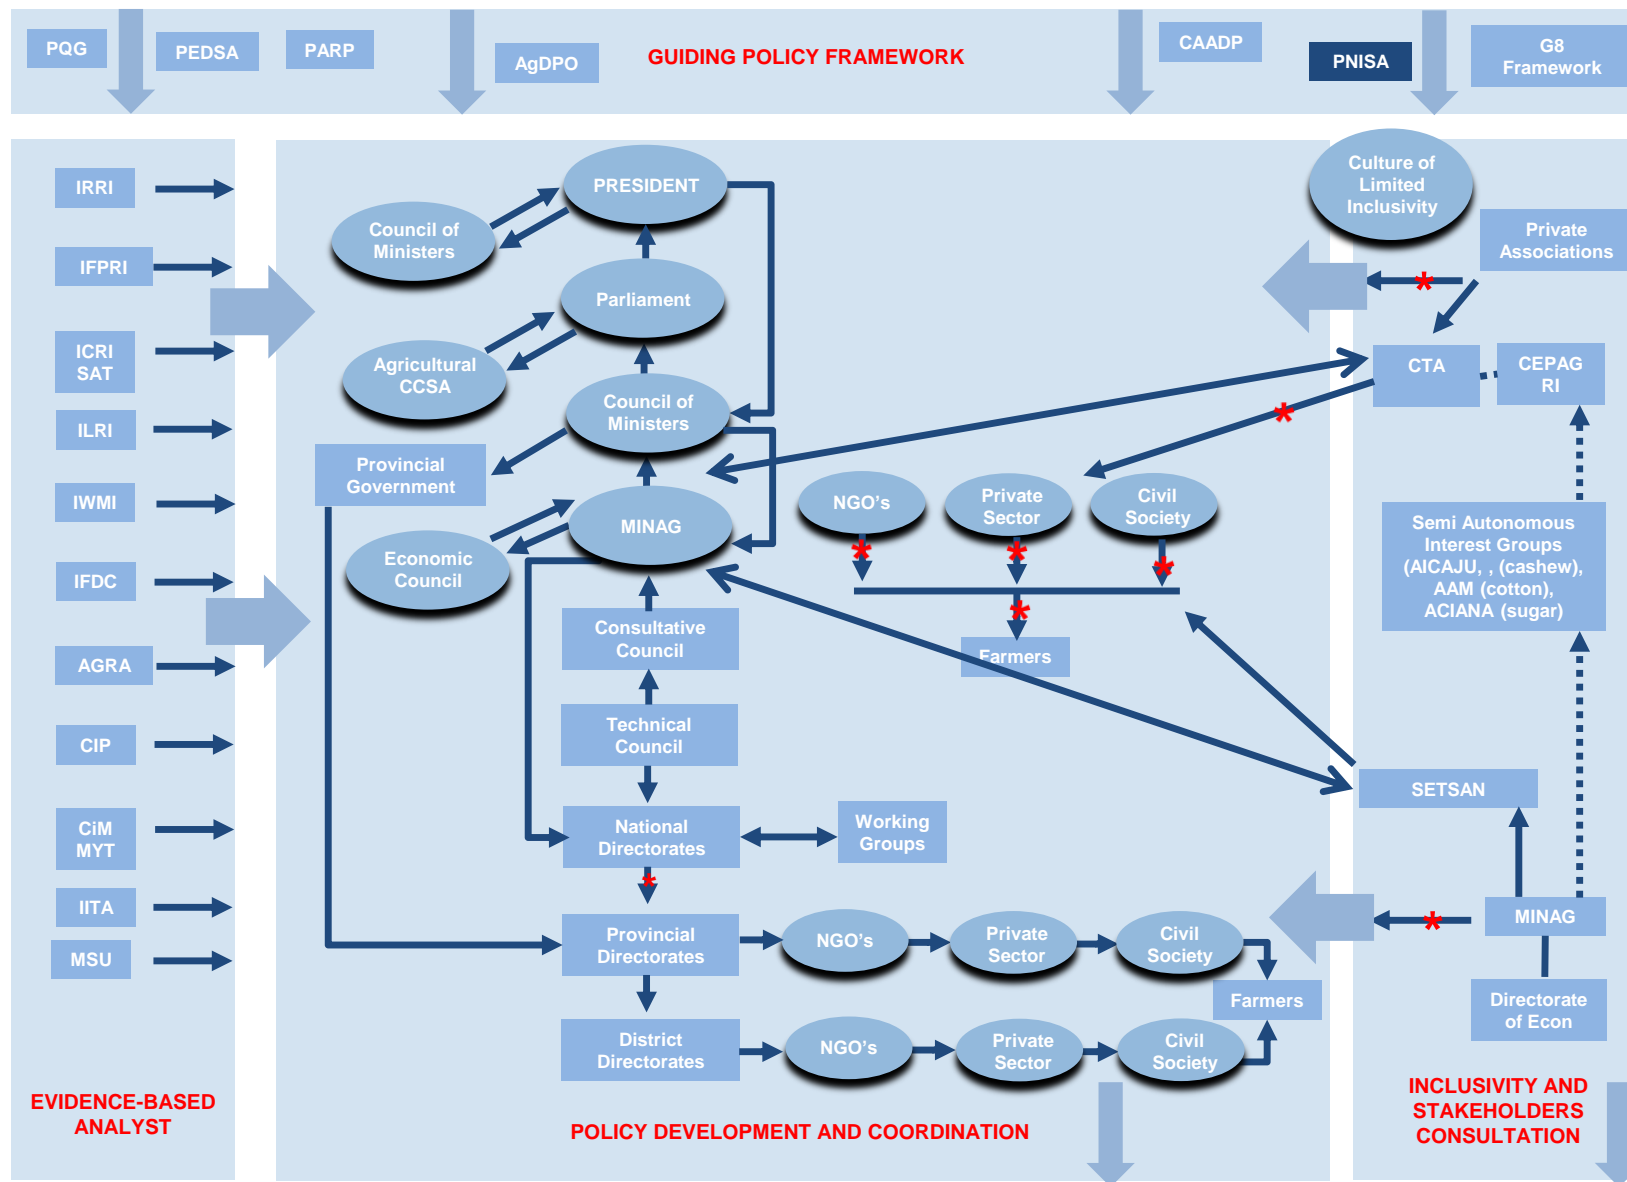 PQG
PEDSA
PARP
AgDPO
GUIDING POLICY FRAMEWORK
CAADP
PNISA
G8
Framework
IRRI
IFPRI
ICRI
SAT
ILRI
IWMI
IFDC
AGRA
CIP
CiM
MYT
IITA
MSU
EVIDENCE-BASED
ANALYST
PRESIDENT
Council of
Ministers
Parliament
Agricultural
CCSA
Council of
Ministers
Provincial
Government
MINAG
Economic
Council
NGO's
Private
Sector
Civil
Society
Farmers
Consultative
Council
Technical
Council
National
Directorates
Working
Groups
Provincial
Directorates
NGO's
Private
Sector
Civil
Society
Farmers
District
Directorates
NGO's
Private
Sector
Civil
Society
POLICY DEVELOPMENT AND COORDINATION
Culture of
Limited
Inclusivity
Private
Associations
CTA
CEPAG
RI
Semi Autonomous
Interest Groups
(AICAJU, , (cashew),
AAM (cotton),
ACIANA (sugar)
SETSAN
MINAG
Directorate
of Econ
INCLUSIVITY AND
STAKEHOLDERS
CONSULTATION